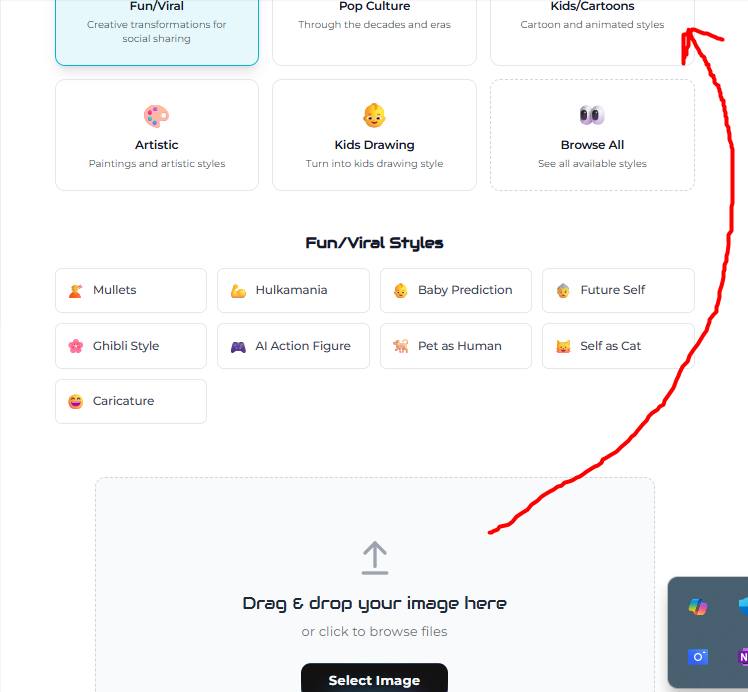 Fun/Viral
Creative transformations for
social sharing
Pop Culture
Through the decades and eras
Kids/Cartoons
Cartoon and animated styles
Artistic
Paintings and artistic styles
Kids Drawing
Turn into kids drawing style
Browse All
See all available styles
Fun/Viral Styles
Mullets
Hulkamania
Baby Prediction
Future Self
Ghibli Style
AI Action Figure
Pet as Human
Self as Cat
Caricature
Drag & drop your image here
or click to browse files
Select Image
N